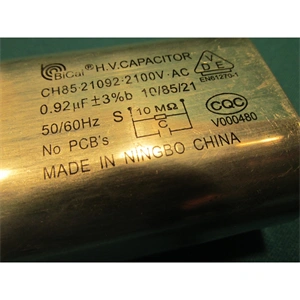 BiCai H.V.CAPACITOR
CH85·21092·2100V·AC
0.92µF±3%b 10/85/21
50/60Hz S 10 MΩ
C
No PCB's
MADE IN NINGBO CHINA
VDE
EN61270-1
CQC
V000480